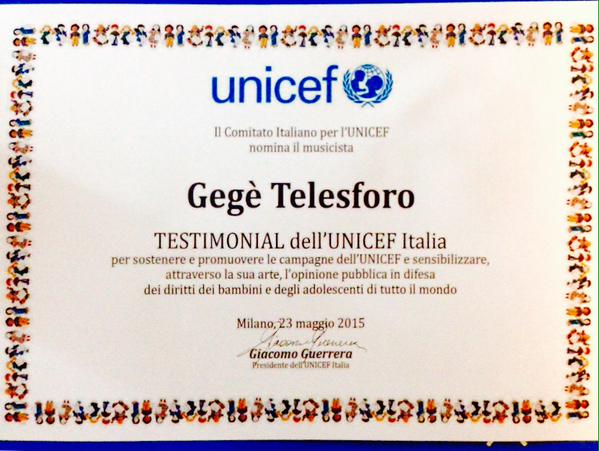 unicef
Il Comitato Italiano per l'UNICEF
nomina il musicista
Gegè Telesforo
TESTIMONIAL dell'UNICEF Italia
per sostenere e promuovere le campagne dell'UNICEF e sensibilizzare,
attraverso la sua arte, l'opinione pubblica in difesa
dei diritti dei bambini e degli adolescenti di tutto il mondo
Milano, 23 maggio 2015
Giacomo Guerrera
Giacomo Guerrera
Presidente dell'UNICEF Italia